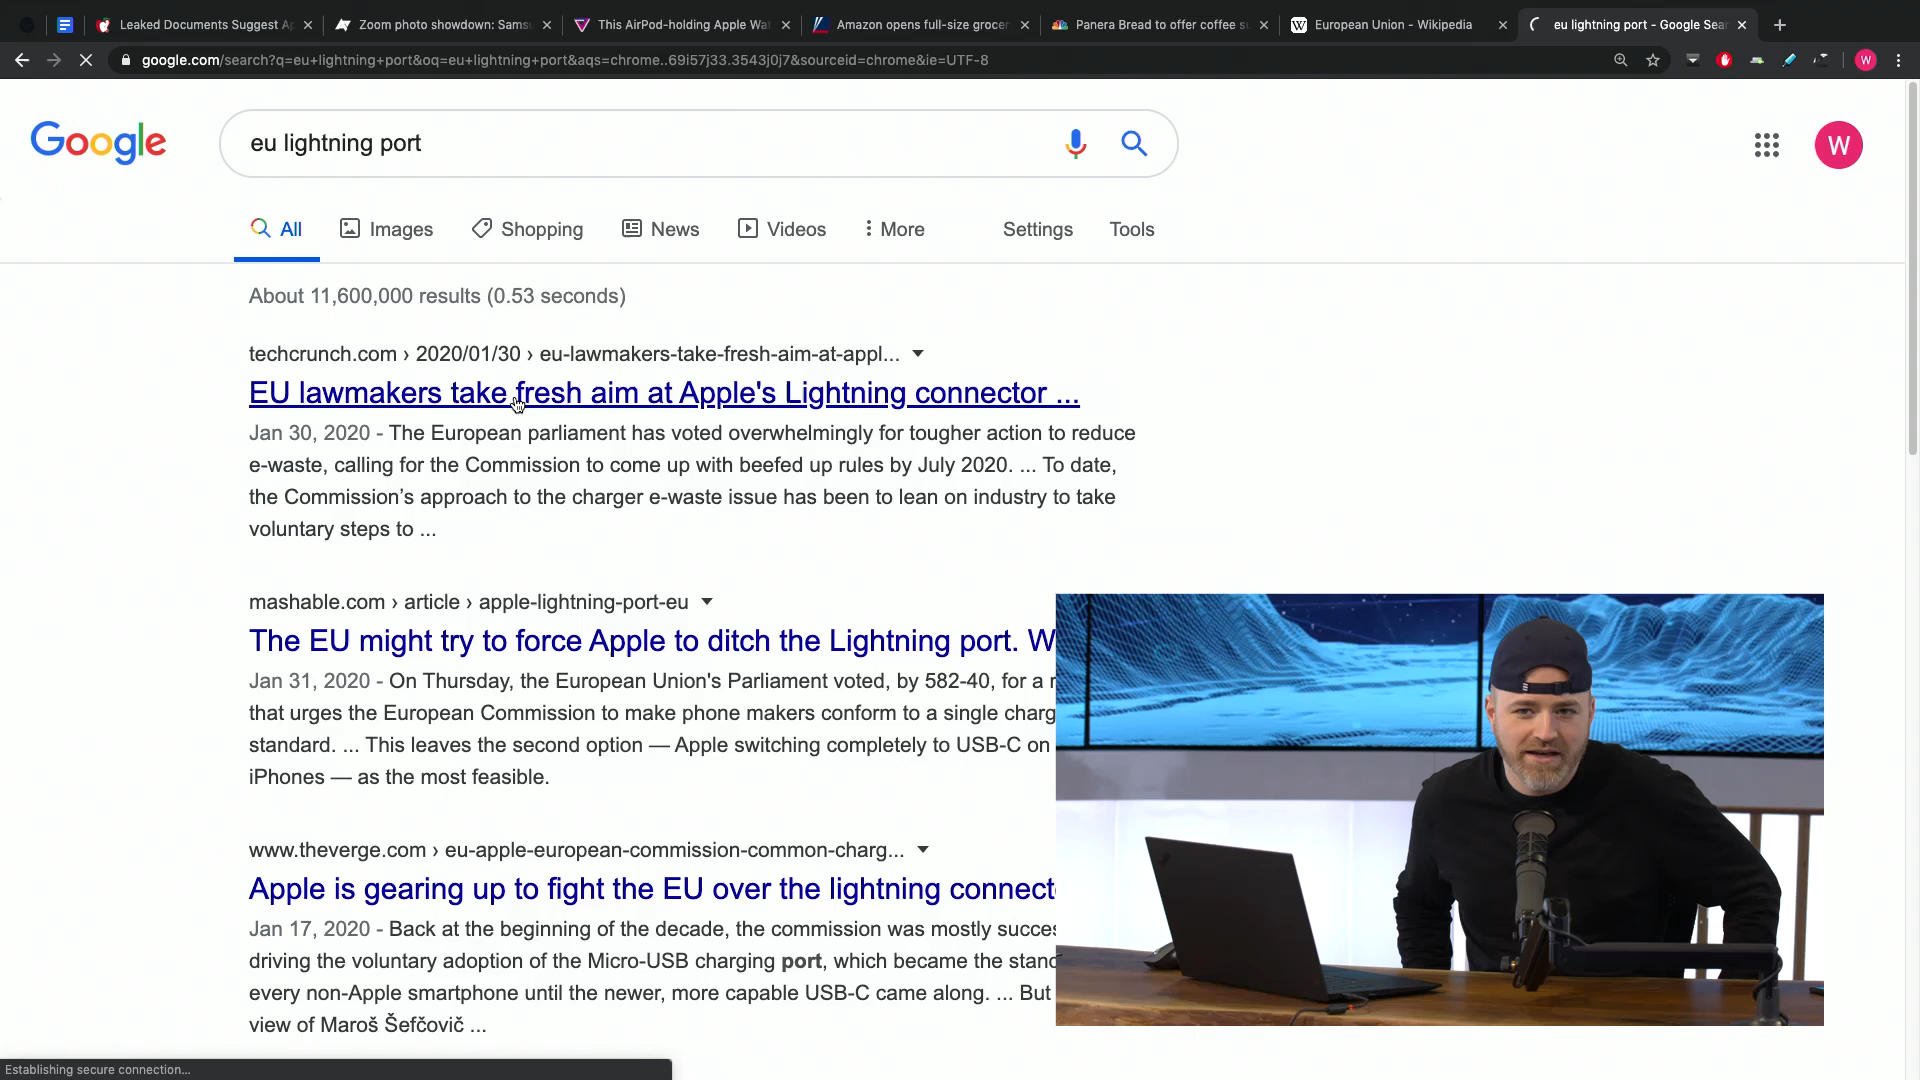 Leaked Documents Suggest A
Zoom photo showdown: Sams
This AirPod-holding Apple Wa
Amazon opens full-size groce
Panera Bread to offer coffee s
W European Union - Wikipedia
eu lightning port - Google Sea
google.com/search?q=eu+lightning+port&oq=eu+lightning+port&aqs=chrome..69i57j33.3543j0j7&sourceid=chrome&ie=UTF-8
W
Google
eu lightning port
W
All Images Shopping News Videos More Settings Tools
About 11,600,000 results (0.53 seconds)
techcrunch.com › 2020/01/30 › eu-lawmakers-take-fresh-aim-at-appl...
EU lawmakers take fresh aim at Apple's Lightning connector ...
Jan 30, 2020 - The European parliament has voted overwhelmingly for tougher action to reduce
e-waste, calling for the Commission to come up with beefed up rules by July 2020. ... To date,
the Commission's approach to the charger e-waste issue has been to lean on industry to take
voluntary steps to ...
mashable.com › article › apple-lightning-port-eu
The EU might try to force Apple to ditch the Lightning port. W
Jan 31, 2020 - On Thursday, the European Union's Parliament voted, by 582-40, for a r
that urges the European Commission to make phone makers conform to a single charg
standard. ... This leaves the second option — Apple switching completely to USB-C on
iPhones — as the most feasible.
www.theverge.com › eu-apple-european-commission-common-charg...
Apple is gearing up to fight the EU over the lightning connect
Jan 17, 2020 - Back at the beginning of the decade, the commission was mostly succes
driving the voluntary adoption of the Micro-USB charging port, which became the stand
every non-Apple smartphone until the newer, more capable USB-C came along. ... But
view of Maroš Šefčovič ...
Establishing secure connection...